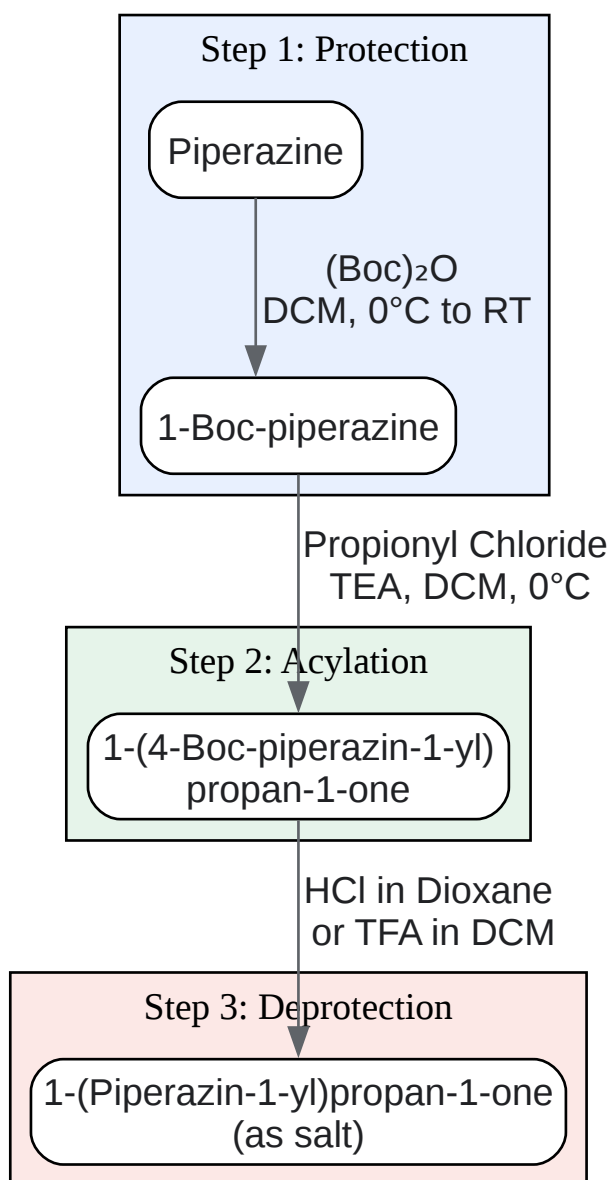 Step 1: Protection
Piperazine
(Boc)₂O
DCM, 0°C to RT
1-Boc-piperazine
Propionyl Chloride
TEA, DCM, 0°C
Step 2: Acylation
1-(4-Boc-piperazin-1-yl)
propan-1-one
HCl in Dioxane
or TFA in DCM
Step 3: Deprotection
1-(Piperazin-1-yl)propan-1-one
(as salt)